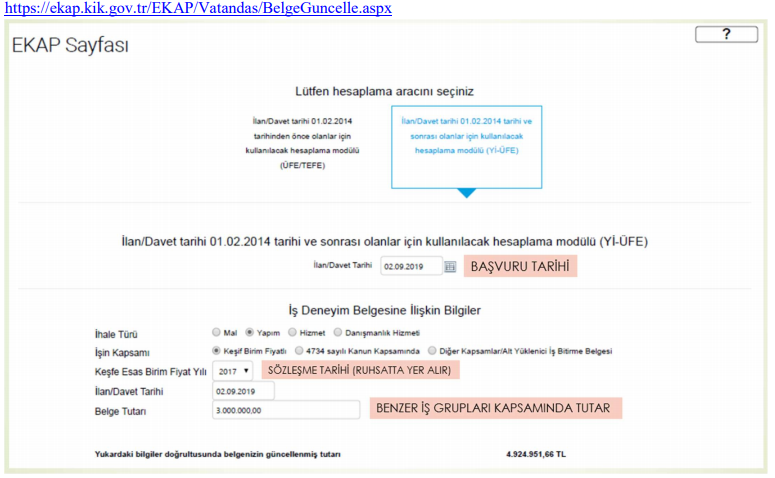 https://ekap.kik.gov.tr/EKAP/Vatandas/BelgeGuncelle.aspx
EKAP Sayfası
?
Lütfen hesaplama aracını seçiniz
İlan/Davet tarihi 01.02.2014
tarihinden önce olanlar için
kullanılacak hesaplama modülü
(ÜFE/TEFE)
İlan/Davet tarihi 01.02.2014 tarihi ve
sonrası olanlar için kullanılacak
hesaplama modülü (Yİ-ÜFE)
İlan/Davet tarihi 01.02.2014 tarihi ve sonrası olanlar için kullanılacak hesaplama modülü (Yİ-ÜFE)
İlan/Davet Tarihi 02.09.2019 BAŞVURU TARİHİ
İş Deneyim Belgesine İlişkin Bilgiler
İhale Türü Mal Yapım Hizmet Danışmanlık Hizmeti
İşin Kapsamı Keşif Birim Fiyatlı 4734 sayılı Kanun Kapsamında Diğer Kapsamlar/Alt Yüklenici İş Bitirme Belgesi
Keşfe Esas Birim Fiyat Yılı 2017 SÖZLEŞME TARİHİ (RUHSATTA YER ALIR)
İlan/Davet Tarihi 02.09.2019
Belge Tutarı 3.000.000,00 BENZER İŞ GRUPLARI KAPSAMINDA TUTAR
Yukardaki bilgiler doğrultusunda belgenizin güncellenmiş tutarı 4.924.951,66 TL